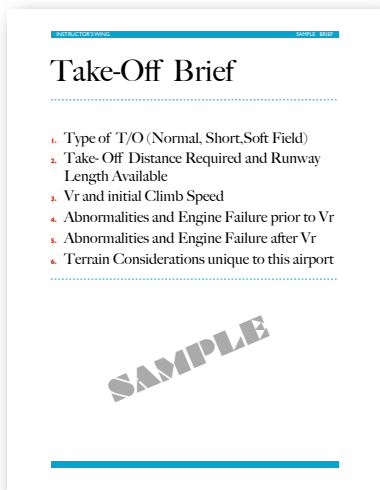 INSTRUCTOR'S WING SAMPLE BRIEF
Take-Off Brief
1. Type of T/O (Normal, Short,Soft Field)
2. Take- Off Distance Required and Runway
Length Available
3. Vr and initial Climb Speed
4. Abnormalities and Engine Failure prior to Vr
5. Abnormalities and Engine Failure after Vr
6. Terrain Considerations unique to this airport
SAMPLE